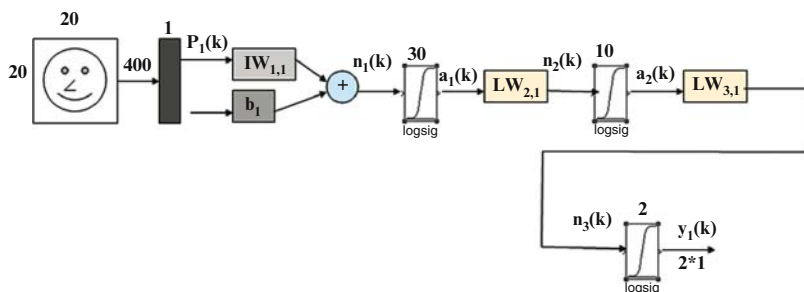 20
20
400
1
P₁(k)
IW₁,₁
b₁
+
n₁(k)
30
logsig
a₁(k)
LW₂,₁
n₂(k)
10
logsig
a₂(k)
LW₃,₁
n₃(k)
2
logsig
y₁(k)
2*1